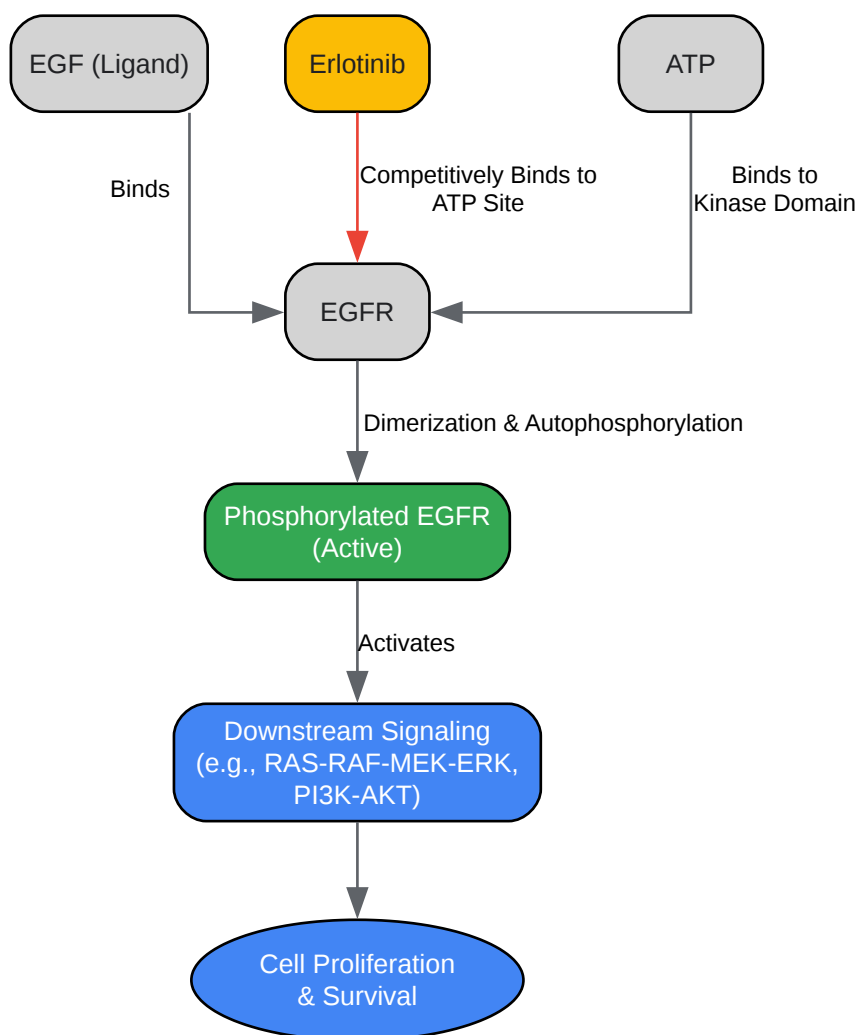 EGF (Ligand)
Erlotinib
ATP
Binds
Competitively Binds to
ATP Site
Binds to
Kinase Domain
EGFR
Dimerization & Autophosphorylation
Phosphorylated EGFR
(Active)
Activates
Downstream Signaling
(e.g., RAS-RAF-MEK-ERK,
PI3K-AKT)
Cell Proliferation
& Survival